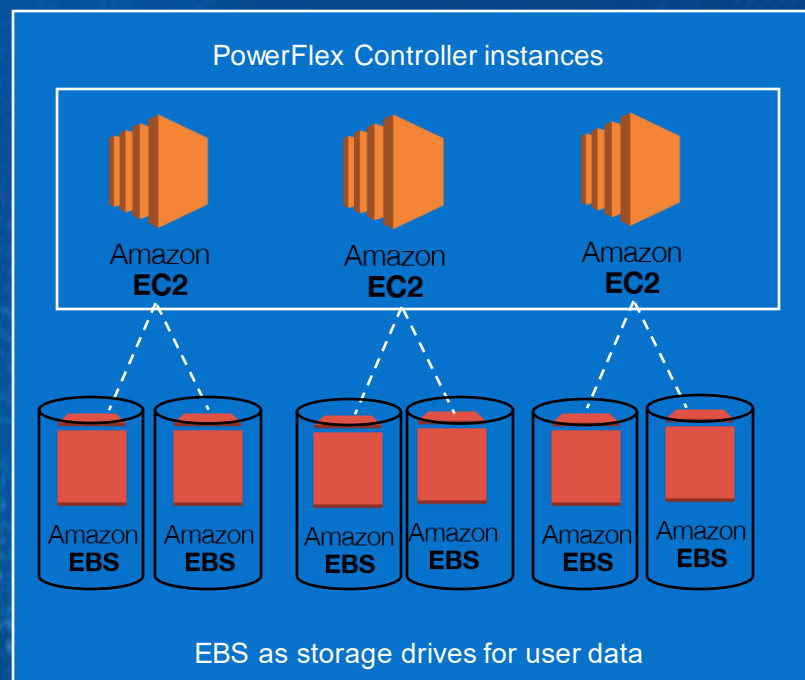 PowerFlex Controller instances
Amazon
EC2
Amazon
EC2
Amazon
EC2
Amazon
EBS
Amazon
EBS
Amazon
EBS
Amazon
EBS
Amazon
EBS
Amazon
EBS
EBS as storage drives for user data